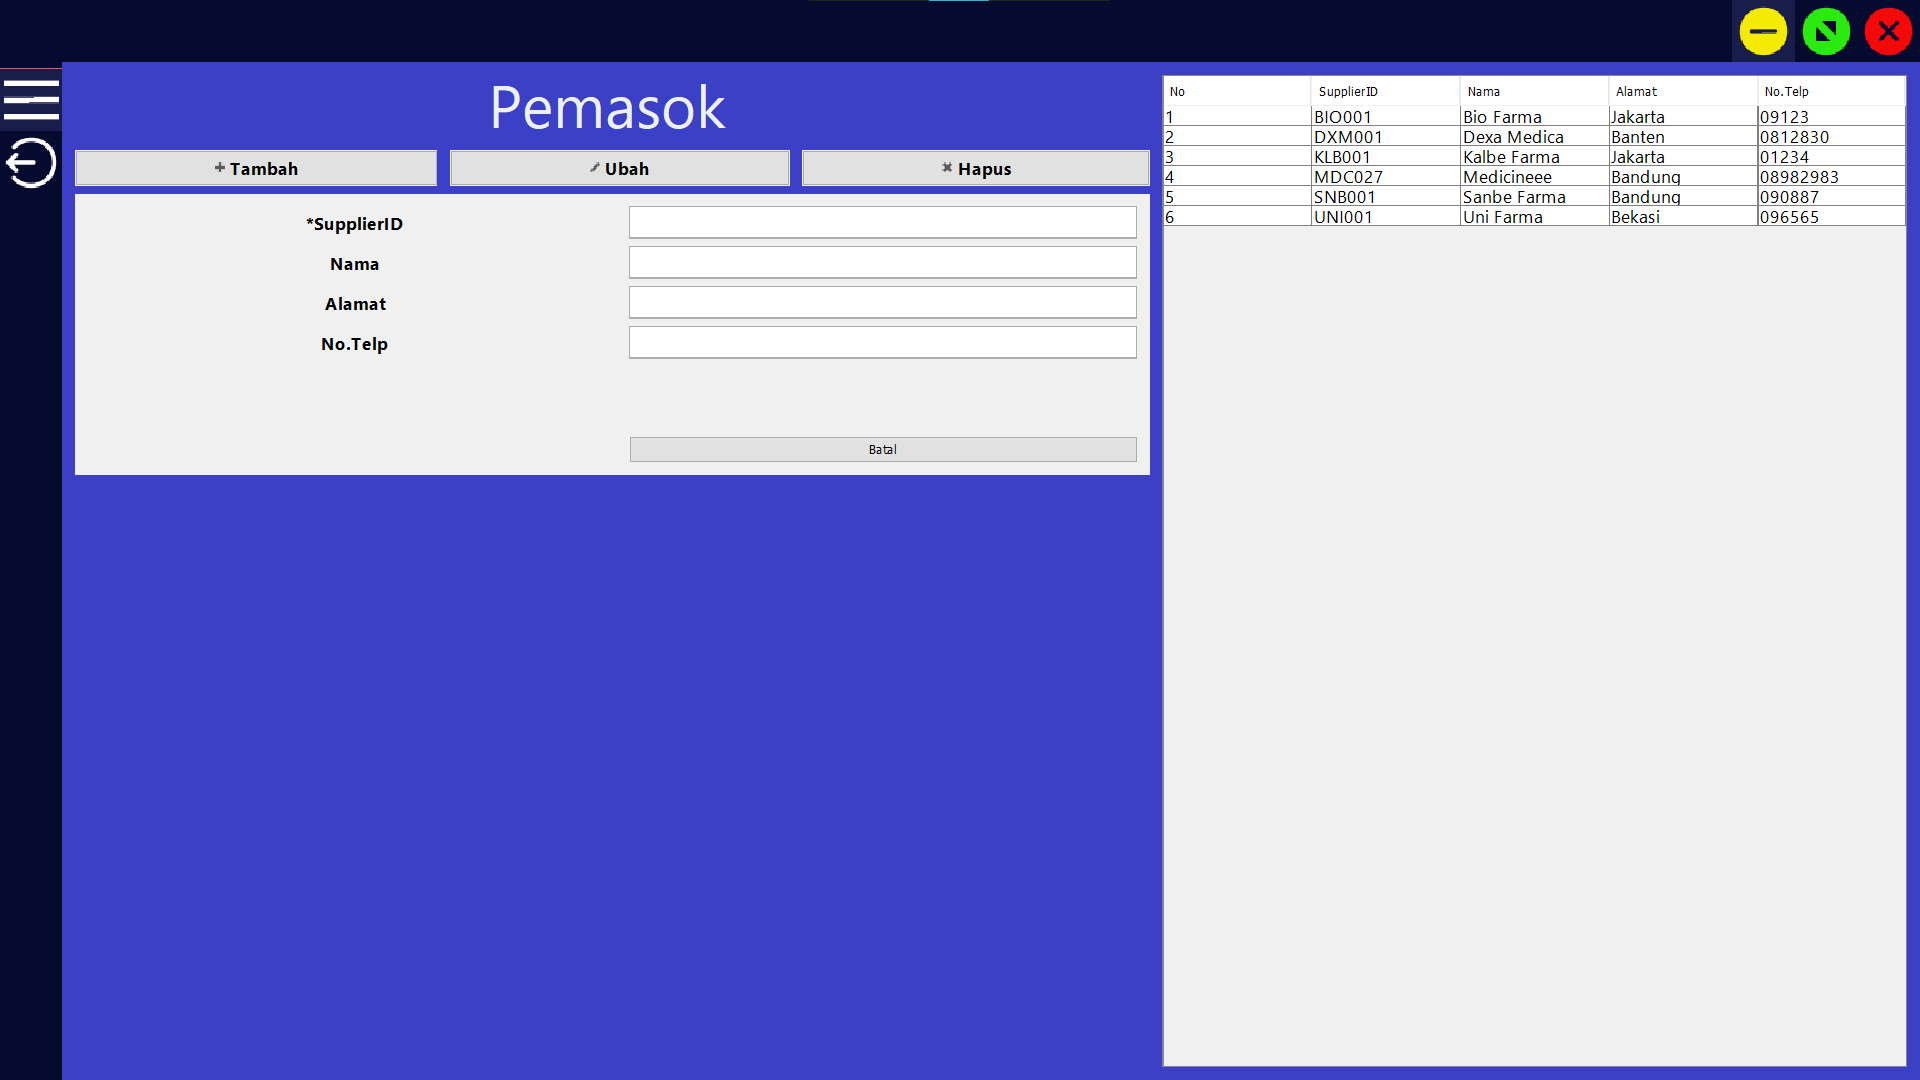 Pemasok
Tambah
Ubah
Hapus
*SupplierID
Nama
Alamat
No.Telp
Batal
No SupplierID Nama Alamat No.Telp
1 BIO001 Bio Farma Jakarta 09123
2 DXM001 Dexa Medica Banten 0812830
3 KLB001 Kalbe Farma Jakarta 01234
4 MDC027 Medicineee Bandung 08982983
5 SNB001 Sanbe Farma Bandung 090887
6 UNI001 Uni Farma Bekasi 096565